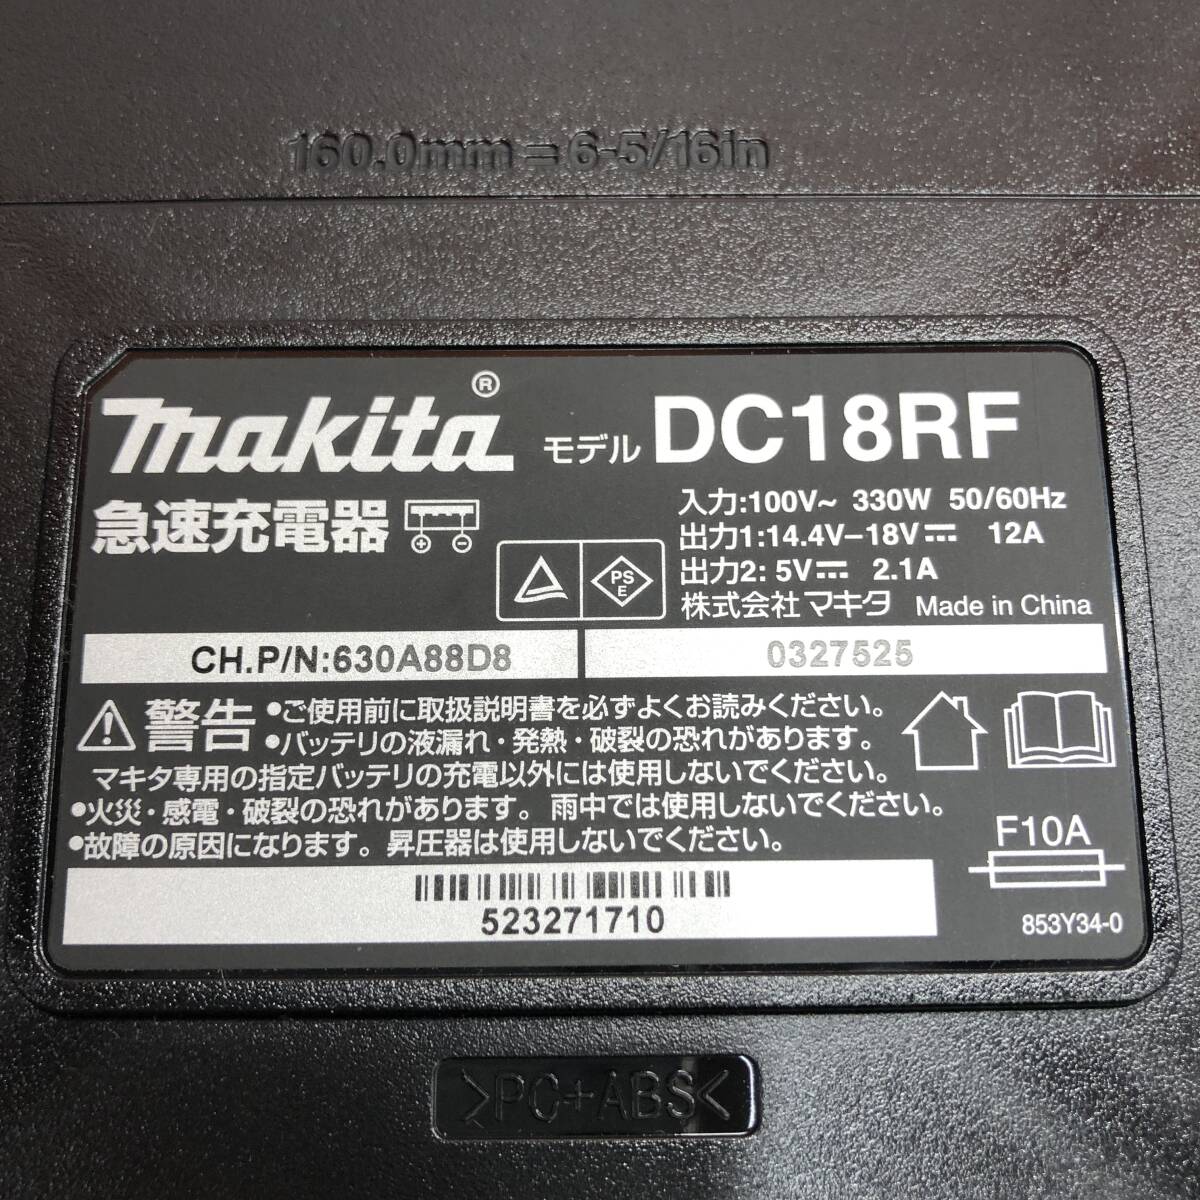 160.0mm = 6-5/16in
makita®
モデル DC18RF
急速充電器
入力:100V~ 330W 50/60Hz
出力1:14.4V–18V⎓ 12A
出力2: 5V⎓ 2.1A
PS
E
株式会社 マキタ Made in China
CH.P/N:630A88D8
0327525
警告 •ご使用前に取扱説明書を必ずよくお読みください。
•バッテリの液漏れ・発熱・破裂の恐れがあります。
マキタ専用の指定バッテリの充電以外には使用しないでください。
•火災・感電・破裂の恐れがあります。雨中では使用しないでください。
•故障の原因になります。昇圧器は使用しないでください。
F10A
523271710
853Y34-0
>PC+ABS<